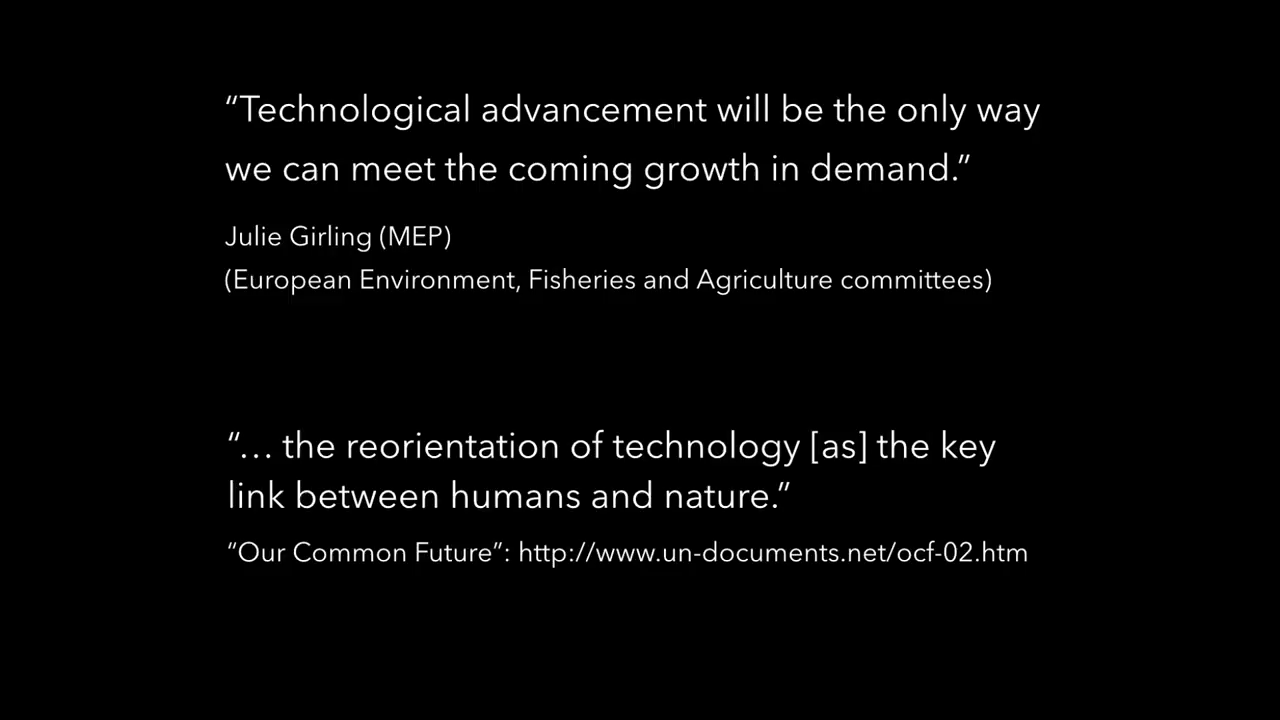 “Technological advancement will be the only way
we can meet the coming growth in demand.”
Julie Girling (MEP)
(European Environment, Fisheries and Agriculture committees)
“… the reorientation of technology [as] the key
link between humans and nature.”
“Our Common Future”: http://www.un-documents.net/ocf-02.htm